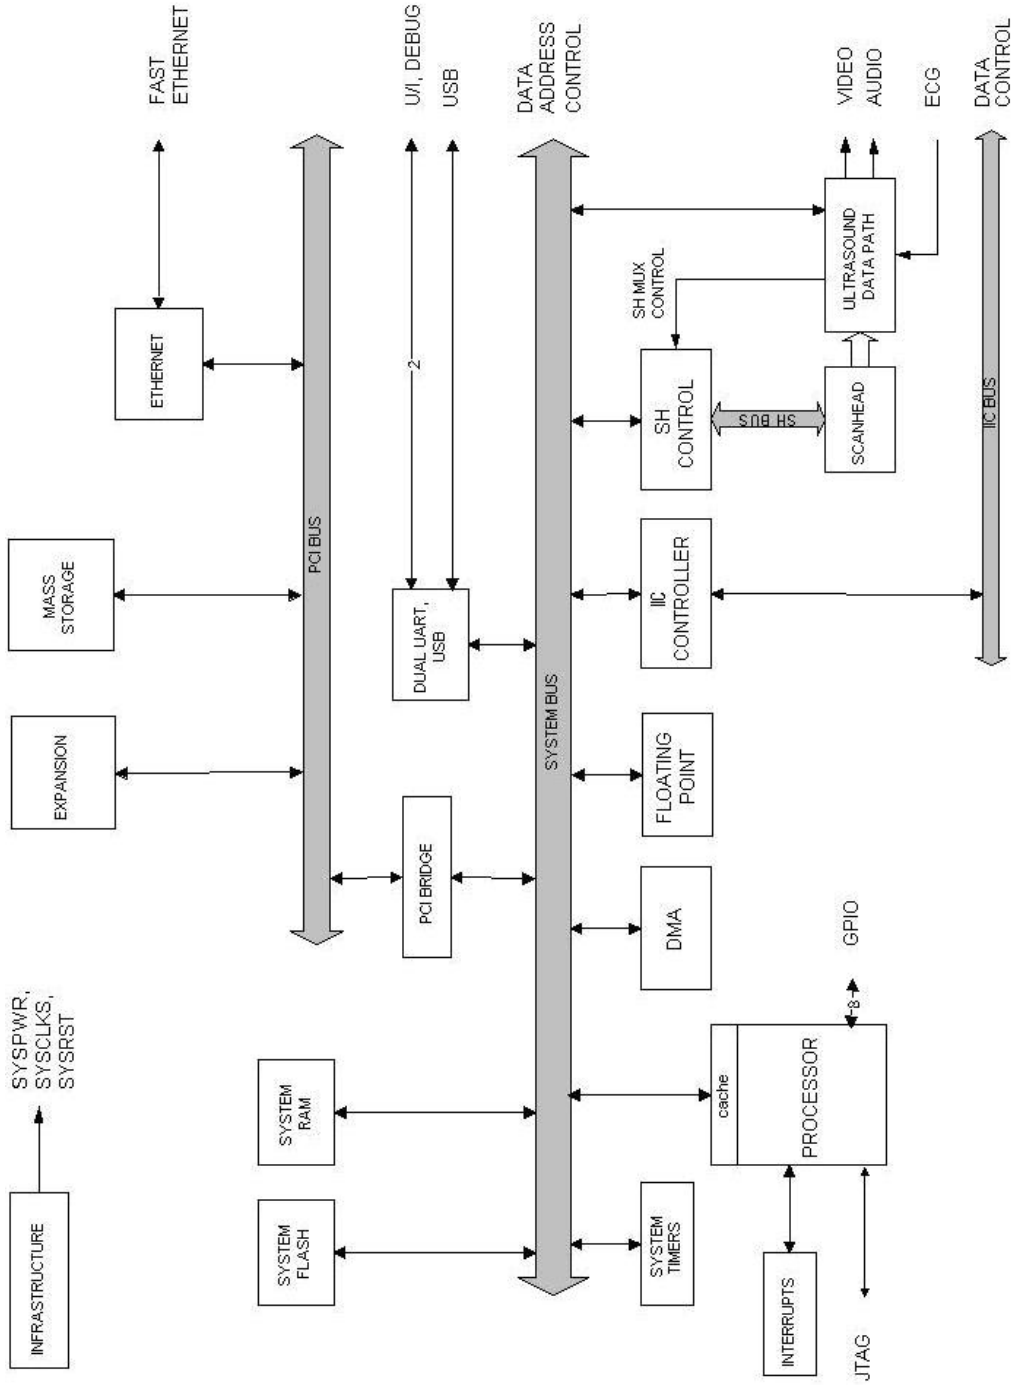 INFRASTRUCTURE
SYSPWR,
SYSCLKS,
SYSRST
EXPANSION
MASS
STORAGE
ETHERNET
FAST
ETHERNET
PCI BUS
SYSTEM
FLASH
SYSTEM
RAM
PCI BRIDGE
DUAL UART,
USB
2
U/I, DEBUG
USB
SYSTEM BUS
DATA
ADDRESS
CONTROL
SYSTEM
TIMERS
cache
PROCESSOR
INTERRUPTS
JTAG
8
GPIO
DMA
FLOATING
POINT
IIC
CONTROLLER
SH
CONTROL
SH MUX
CONTROL
SH BUS
SCANHEAD
ULTRASOUND
DATA PATH
VIDEO
AUDIO
ECG
IIC BUS
DATA
CONTROL